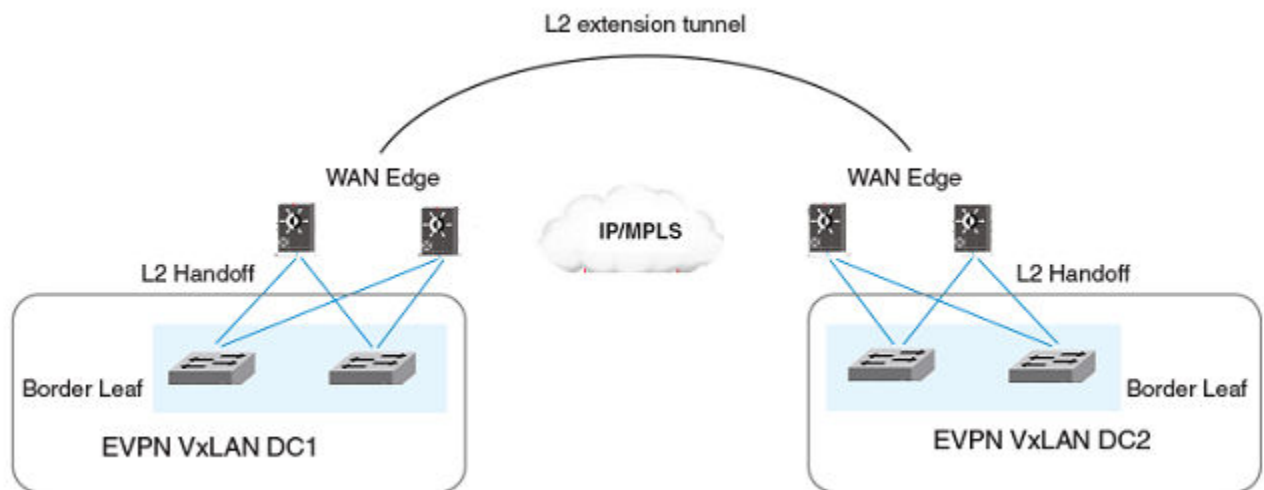 L2 extension tunnel
WAN Edge
WAN Edge
IP/MPLS
L2 Handoff
L2 Handoff
Border Leaf
Border Leaf
EVPN VxLAN DC1
EVPN VxLAN DC2